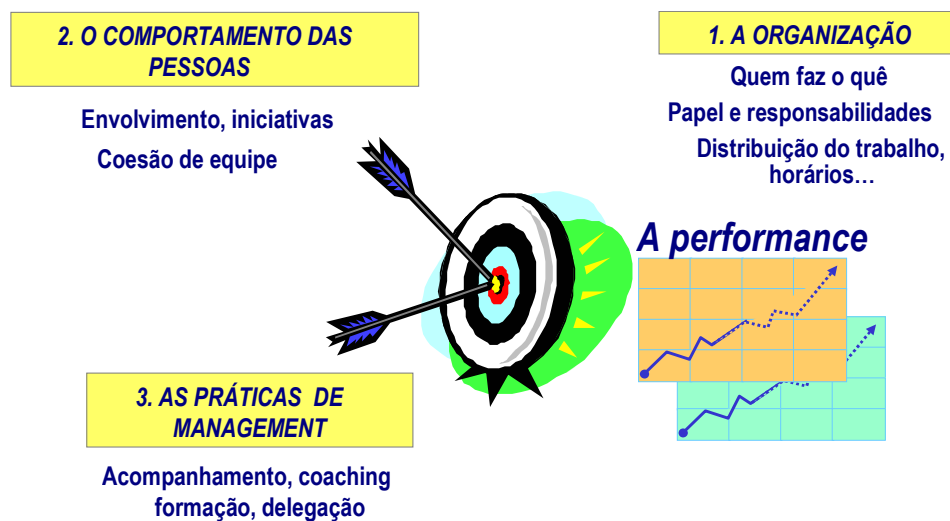 2. O COMPORTAMENTO DAS
PESSOAS
Envolvimento, iniciativas
Coesão de equipe
1. A ORGANIZAÇÃO
Quem faz o quê
Papel e responsabilidades
Distribuição do trabalho,
horários…
A performance
3. AS PRÁTICAS DE
MANAGEMENT
Acompanhamento, coaching
formação, delegação